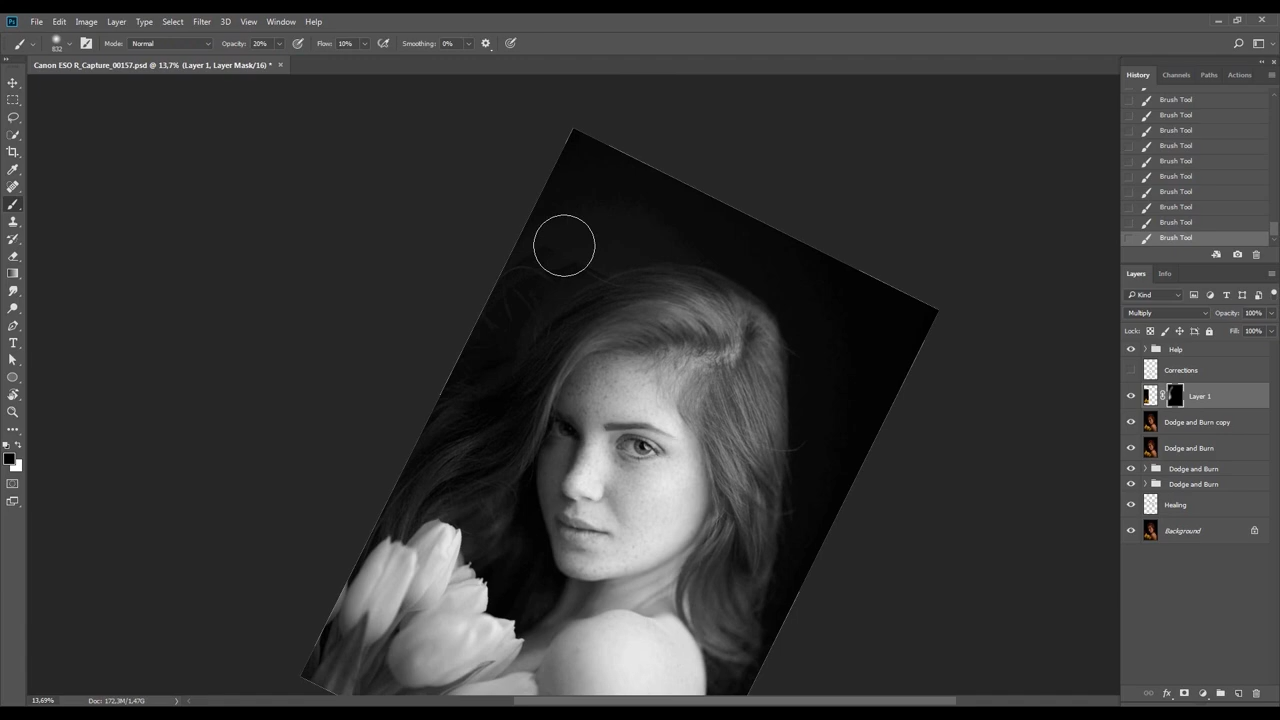 Ps File Edit Image Layer Type Select Filter 3D View Window Help
832 Mode: Normal Opacity: 20% Flow: 10% Smoothing: 0%
Canon ESO R_Capture_00157.psd @ 13,7% (Layer 1, Layer Mask/16) * ×
History Channels Paths Actions
Brush Tool
Brush Tool
Brush Tool
Brush Tool
Brush Tool
Brush Tool
Brush Tool
Brush Tool
Brush Tool
Brush Tool
Layers Info
Kind
Multiply Opacity: 100%
Lock: Fill: 100%
Help
Corrections
Layer 1
Dodge and Burn copy
Dodge and Burn
Dodge and Burn
Dodge and Burn
Healing
Background
13,69% Doc: 172,3M/1,47G